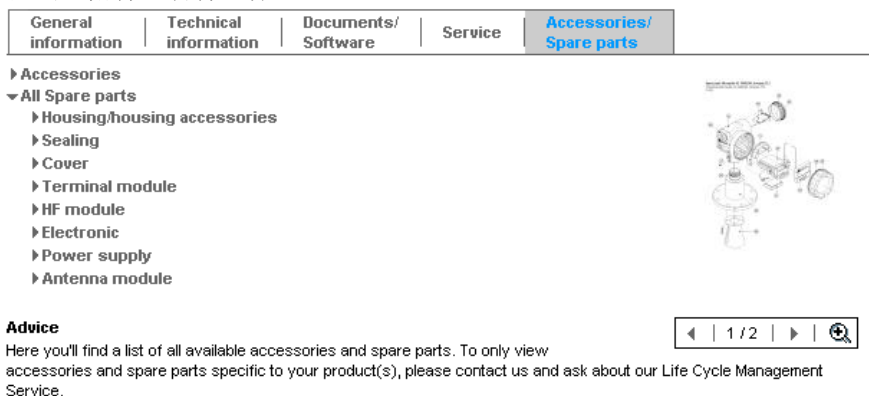 General information
Technical information
Documents/ Software
Service
Accessories/ Spare parts
Accessories
All Spare parts
Housing/housing accessories
Sealing
Cover
Terminal module
HF module
Electronic
Power supply
Antenna module
Advice
1 / 2
Here you'll find a list of all available accessories and spare parts. To only view
accessories and spare parts specific to your product(s), please contact us and ask about our Life Cycle Management
Service.